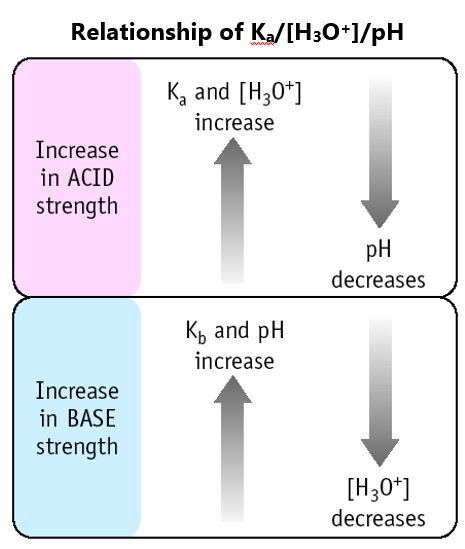 Relationship of Ka/[H₃O⁺]/pH
Increase
in ACID
strength
Kₐ and [H₃O⁺]
increase
pH
decreases
Increase
in BASE
strength
K_b and pH
increase
[H₃O⁺]
decreases